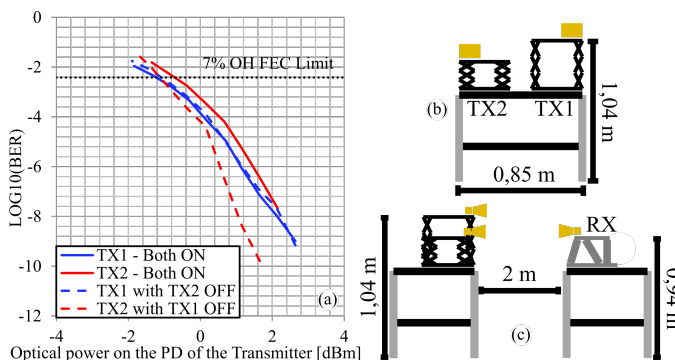 (a)
0
-2
-4
-6
-8
-10
-12
LOG10(BER)
7% OH FEC Limit
TX1 - Both ON
TX2 - Both ON
TX1 with TX2 OFF
TX2 with TX1 OFF
-4
-2
0
2
4
Optical power on the PD of the Transmitter [dBm]
(b)
TX2
TX1
1,04 m
0,85 m
RX
1,04 m
2 m
0,94 m
(c)